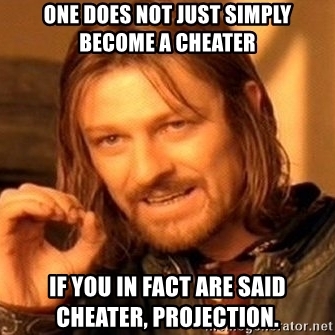 ONE DOES NOT JUST SIMPLY
BECOME A CHEATER
IF YOU IN FACT ARE SAID
CHEATER, PROJECTION.